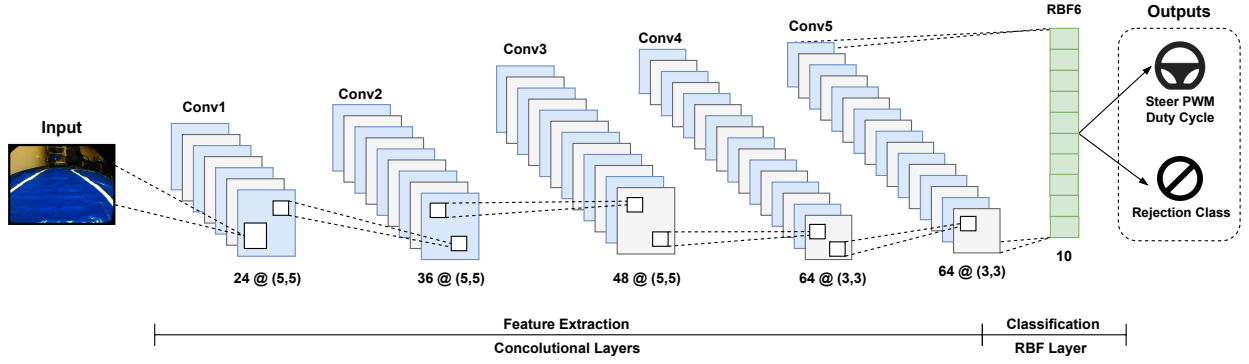 Input
Conv1
Conv2
Conv3
Conv4
Conv5
RBF6
Outputs
Steer PWM
Duty Cycle
Rejection Class
24 @ (5,5)
36 @ (5,5)
48 @ (5,5)
64 @ (3,3)
64 @ (3,3)
10
Feature Extraction
Classification
Concolutional Layers
RBF Layer